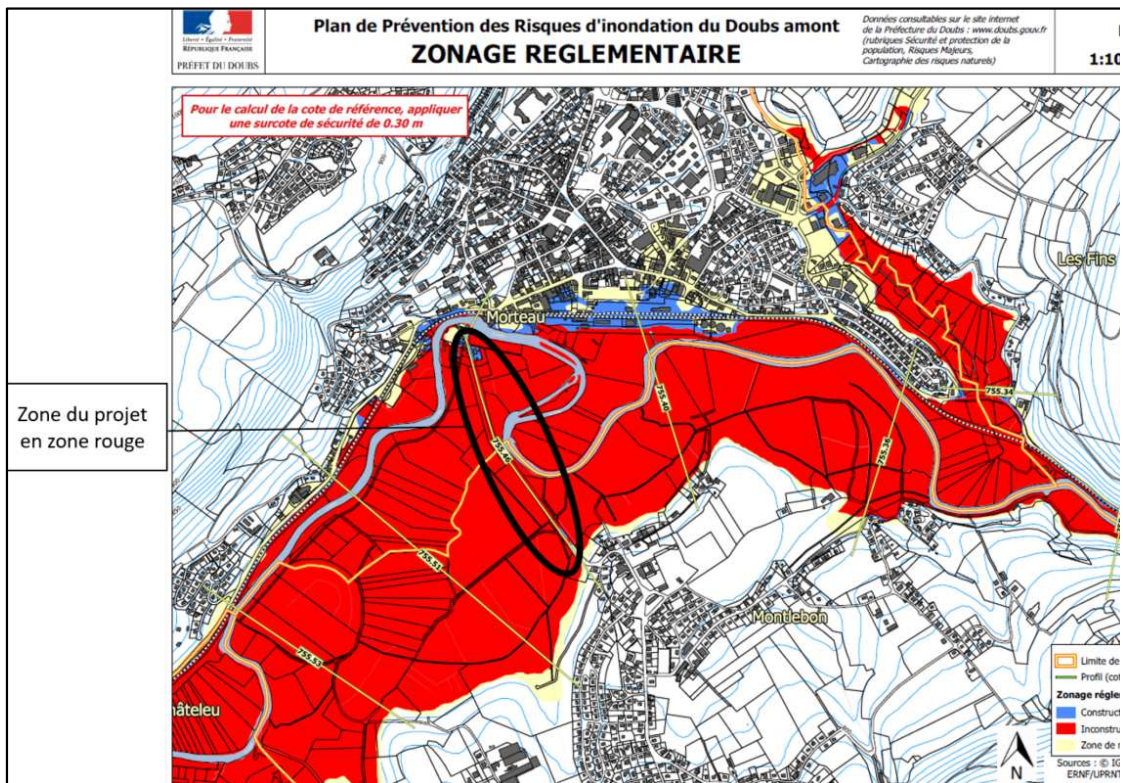 Liberté • Égalité • Fraternité
RÉPUBLIQUE FRANÇAISE
PRÉFET DU DOUBS
Plan de Prévention des Risques d'inondation du Doubs amont
ZONAGE REGLEMENTAIRE
Données consultables sur le site internet
de la Préfecture du Doubs : www.doubs.gouv.fr
(rubriques Sécurité et protection de la
population, Risques Majeurs,
Cartographie des risques naturels)
1:10
Pour le calcul de la cote de référence, appliquer
une surcote de sécurité de 0.30 m
Les Fins
Morteau
755.34
755.40
755.36
Zone du projet
en zone rouge
755.46
755.51
Montlebon
755.53
hâteleu
Limite de
Profil (cot
Zonage régle
Construct
Inconstru
Zone de r
Sources : © IG
ERNF/UPRNT
N